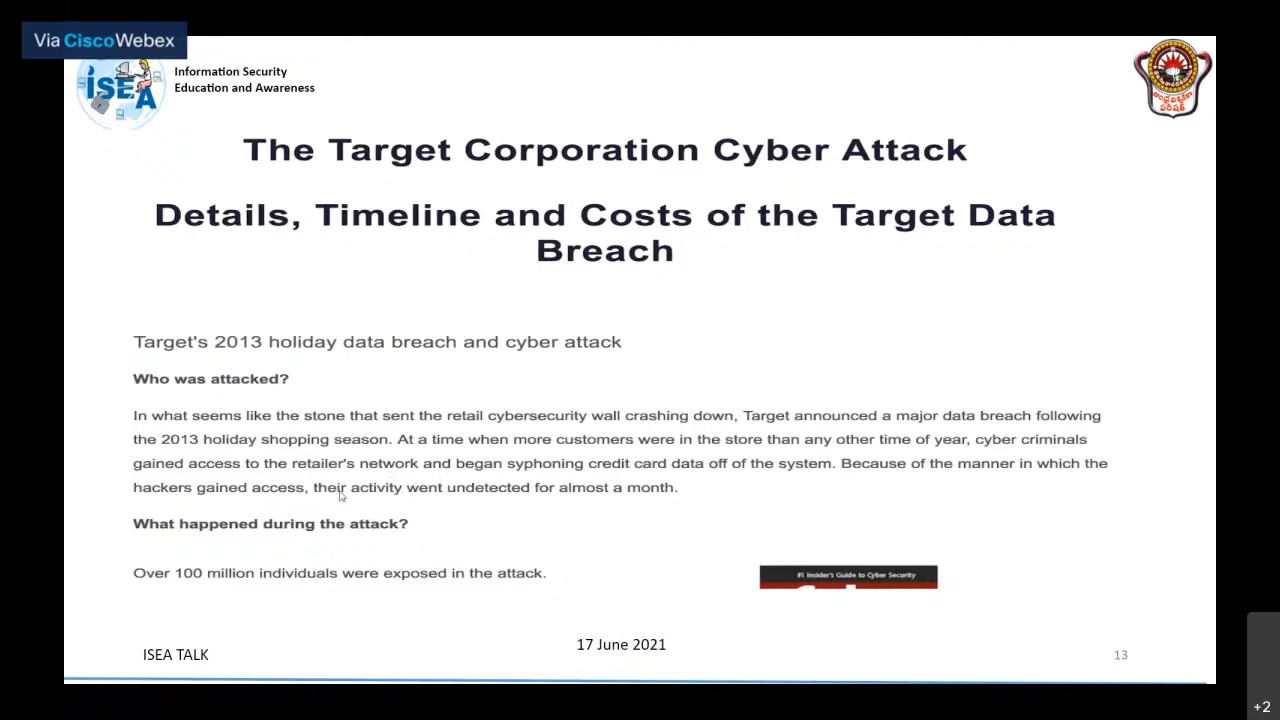 Via CiscoWebex
ISEA
Information Security
Education and Awareness
The Target Corporation Cyber Attack
Details, Timeline and Costs of the Target Data
Breach
Target's 2013 holiday data breach and cyber attack
Who was attacked?
In what seems like the stone that sent the retail cybersecurity wall crashing down, Target announced a major data breach following
the 2013 holiday shopping season. At a time when more customers were in the store than any other time of year, cyber criminals
gained access to the retailer's network and began syphoning credit card data off of the system. Because of the manner in which the
hackers gained access, their activity went undetected for almost a month.
What happened during the attack?
Over 100 million individuals were exposed in the attack.
#1 Insider's Guide to Cyber Security
17 June 2021
ISEA TALK
13
+2